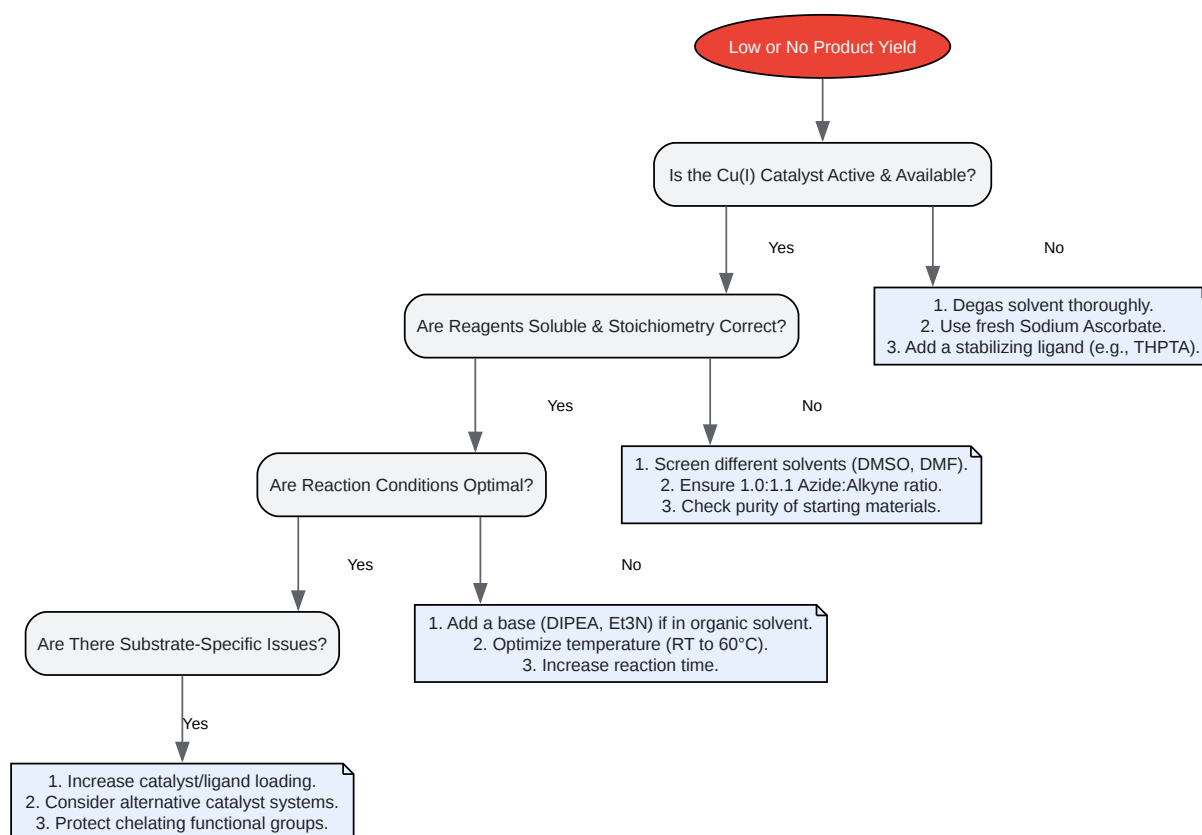 Low or No Product Yield
Is the Cu(I) Catalyst Active & Available?
Yes
No
1. Degas solvent thoroughly.
2. Use fresh Sodium Ascorbate.
3. Add a stabilizing ligand (e.g., THPTA).
Are Reagents Soluble & Stoichiometry Correct?
Yes
No
1. Screen different solvents (DMSO, DMF).
2. Ensure 1.0:1.1 Azide:Alkyne ratio.
3. Check purity of starting materials.
Are Reaction Conditions Optimal?
Yes
No
1. Add a base (DIPEA, Et3N) if in organic solvent.
2. Optimize temperature (RT to 60°C).
3. Increase reaction time.
Are There Substrate-Specific Issues?
Yes
1. Increase catalyst/ligand loading.
2. Consider alternative catalyst systems.
3. Protect chelating functional groups.